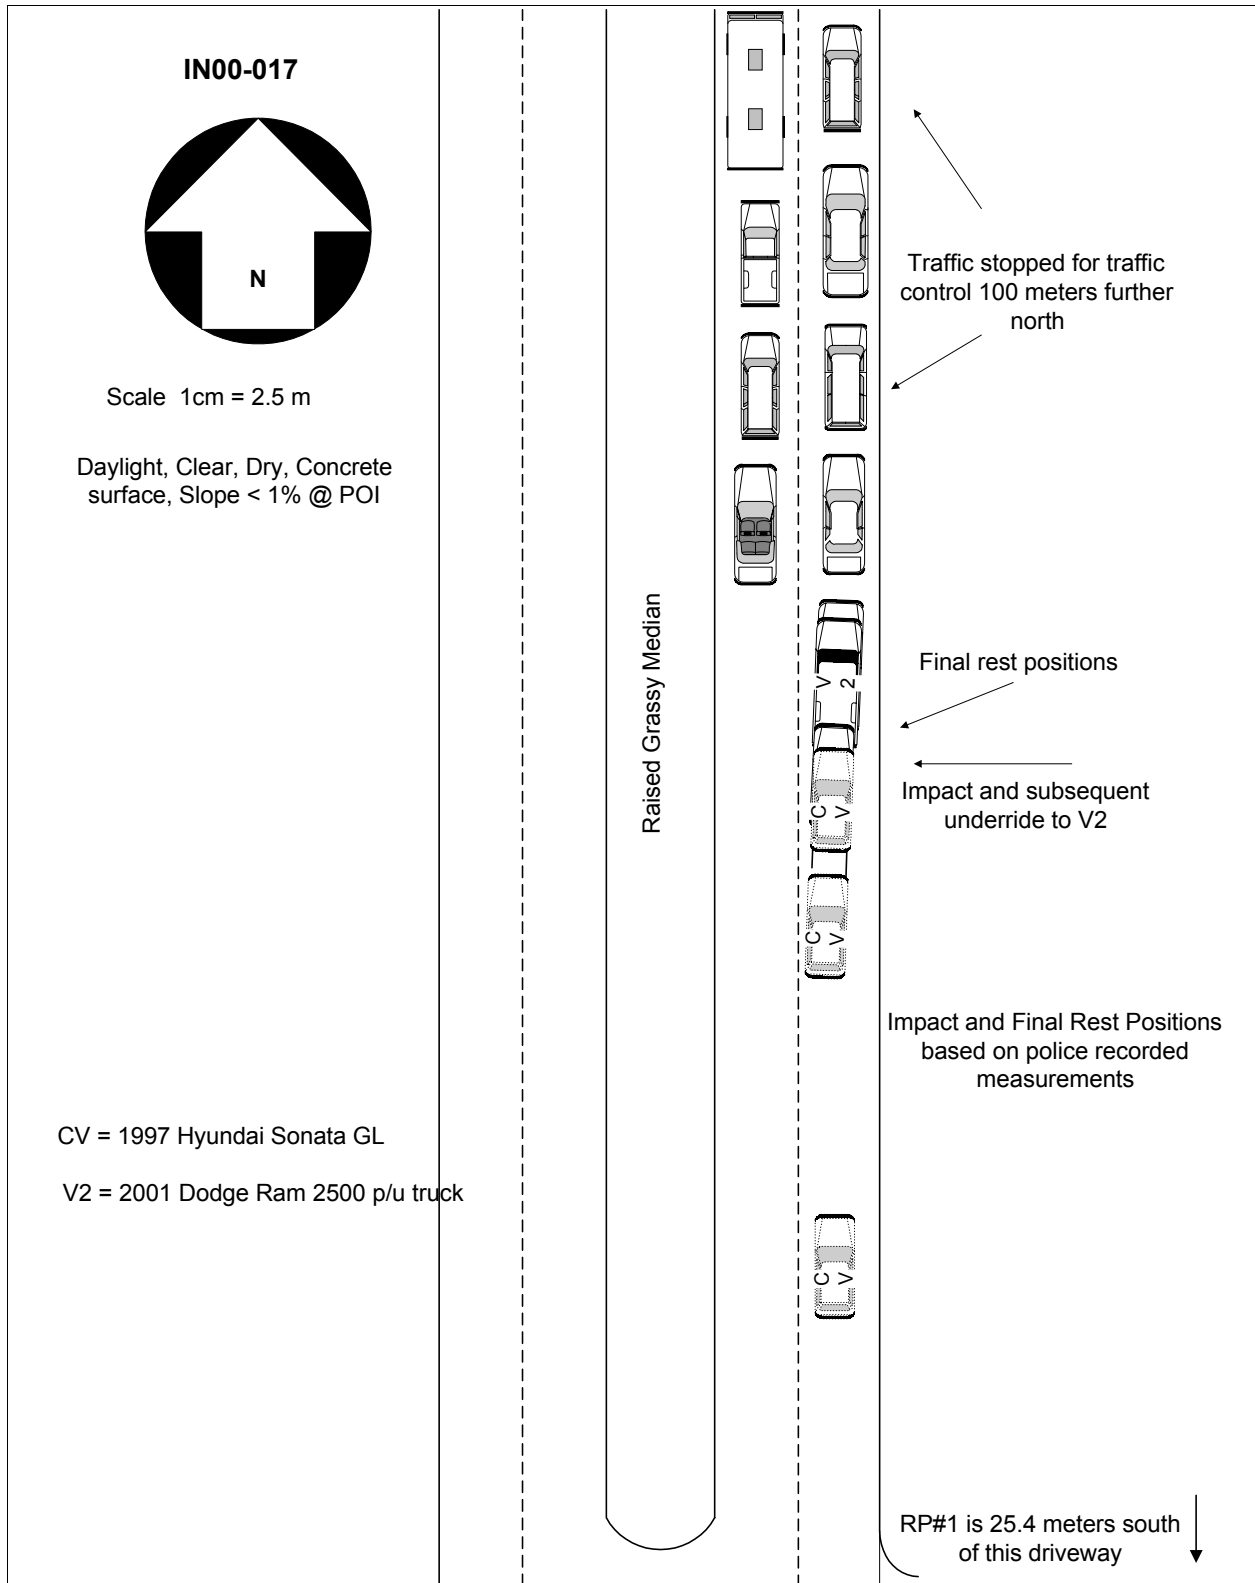 IN00-017
N
Scale 1cm = 2.5 m
Daylight, Clear, Dry, Concrete
surface, Slope < 1% @ POI
Traffic stopped for traffic
control 100 meters further
north
Raised Grassy Median
V 2
Final rest positions
Impact and subsequent
underride to V2
C V
C V
Impact and Final Rest Positions
based on police recorded
measurements
CV = 1997 Hyundai Sonata GL
V2 = 2001 Dodge Ram 2500 p/u truck
C V
RP#1 is 25.4 meters south
of this driveway